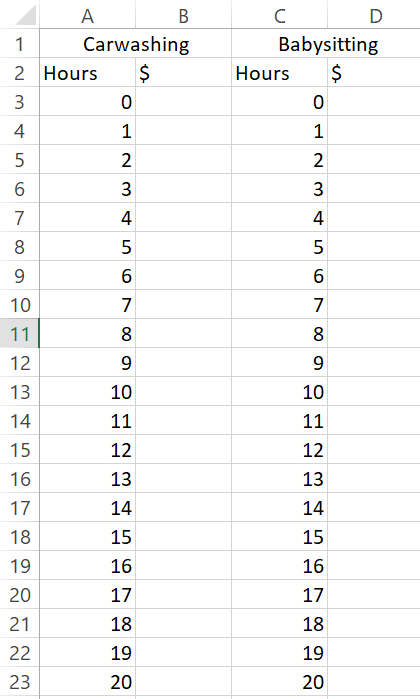 A B C D
1 Carwashing Babysitting
2 Hours $ Hours $
3 0 0
4 1 1
5 2 2
6 3 3
7 4 4
8 5 5
9 6 6
10 7 7
11 8 8
12 9 9
13 10 10
14 11 11
15 12 12
16 13 13
17 14 14
18 15 15
19 16 16
20 17 17
21 18 18
22 19 19
23 20 20